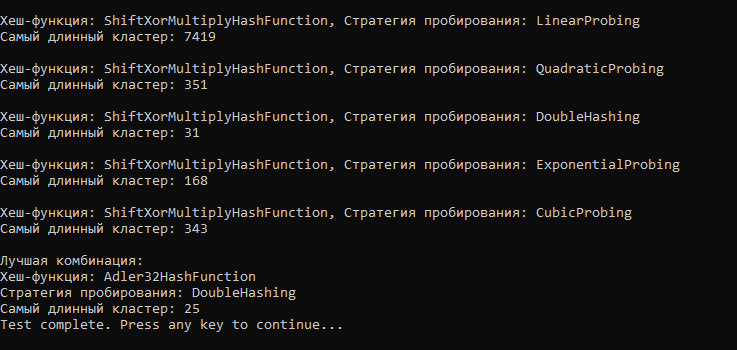 Хеш-функция: ShiftXorMultiplyHashFunction, Стратегия пробирования: LinearProbing
Самый длинный кластер: 7419
Хеш-функция: ShiftXorMultiplyHashFunction, Стратегия пробирования: QuadraticProbing
Самый длинный кластер: 351
Хеш-функция: ShiftXorMultiplyHashFunction, Стратегия пробирования: DoubleHashing
Самый длинный кластер: 31
Хеш-функция: ShiftXorMultiplyHashFunction, Стратегия пробирования: ExponentialProbing
Самый длинный кластер: 168
Хеш-функция: ShiftXorMultiplyHashFunction, Стратегия пробирования: CubicProbing
Самый длинный кластер: 343
Лучшая комбинация:
Хеш-функция: Adler32HashFunction
Стратегия пробирования: DoubleHashing
Самый длинный кластер: 25
Test complete. Press any key to continue...